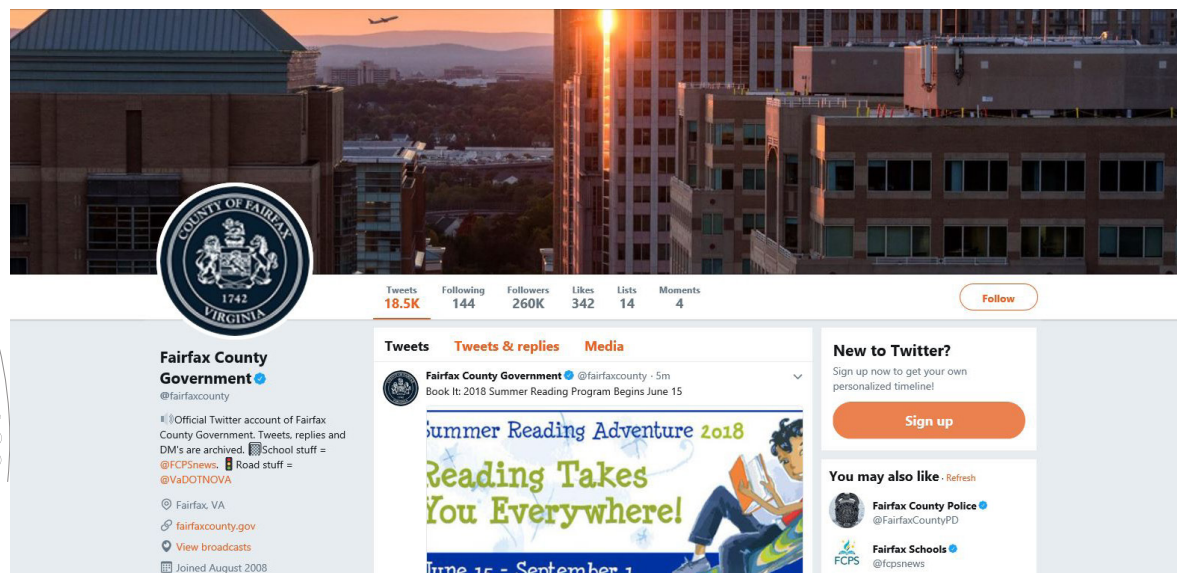 COUNTY OF FAIRFAX
1742
VIRGINIA
Tweets Following Followers Likes Lists Moments
18.5K 144 260K 342 14 4
Follow
Fairfax County
Government
@fairfaxcounty
Official Twitter account of Fairfax
County Government. Tweets, replies and
DM's are archived. School stuff =
@FCPSnews. Road stuff =
@VaDOTNOVA
Fairfax, VA
fairfaxcounty.gov
View broadcasts
Joined August 2008
Tweets Tweets & replies Media
Fairfax County Government @fairfaxcounty · 5m
Book It: 2018 Summer Reading Program Begins June 15
Summer Reading Adventure 2018
Reading Takes
You Everywhere!
June 15 - September 1
New to Twitter?
Sign up now to get your own
personalized timeline!
Sign up
You may also like · Refresh
Fairfax County Police
@FairfaxCountyPD
Fairfax Schools
@fcpsnews
FCPS